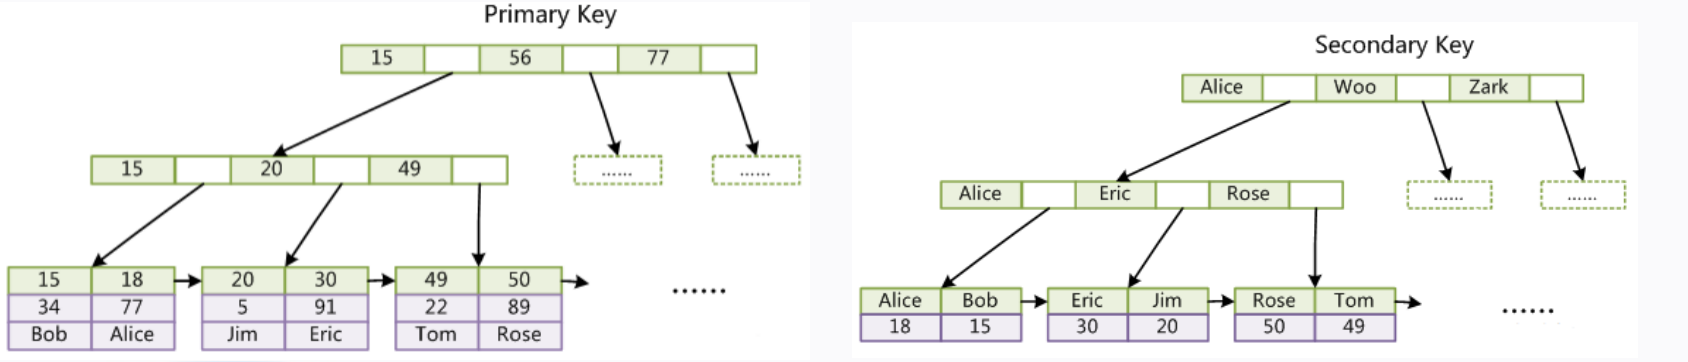 Primary Key
15 56 77
15 20 49
...... ......
15 18 20 30 49 50
34 77 5 91 22 89
Bob Alice Jim Eric Tom Rose
......
Secondary Key
Alice Woo Zark
Alice Eric Rose
...... ......
Alice Bob Eric Jim Rose Tom
18 15 30 20 50 49
......